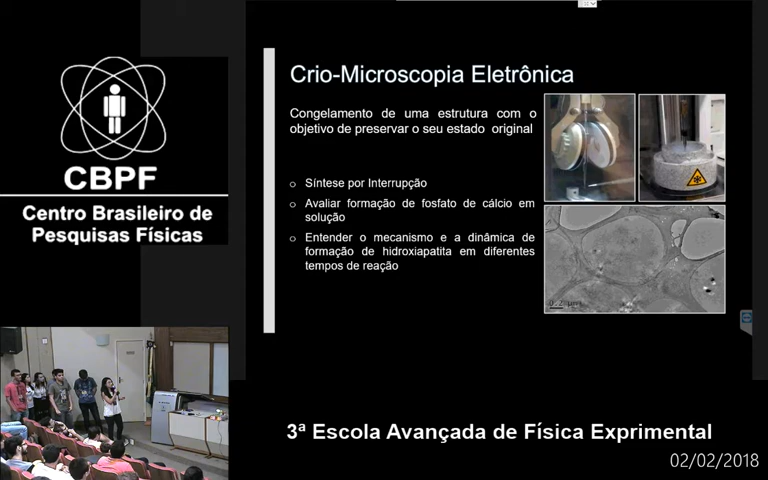 Crio-Microscopia Eletrônica
Congelamento de uma estrutura com o
objetivo de preservar o seu estado original
Síntese por Interrupção
Avaliar formação de fosfato de cálcio em
solução
Entender o mecanismo e a dinâmica de
formação de hidroxiapatita em diferentes
tempos de reação
CBPF
Centro Brasileiro de
Pesquisas Físicas
3ª Escola Avançada de Física Exprimental
02/02/2018